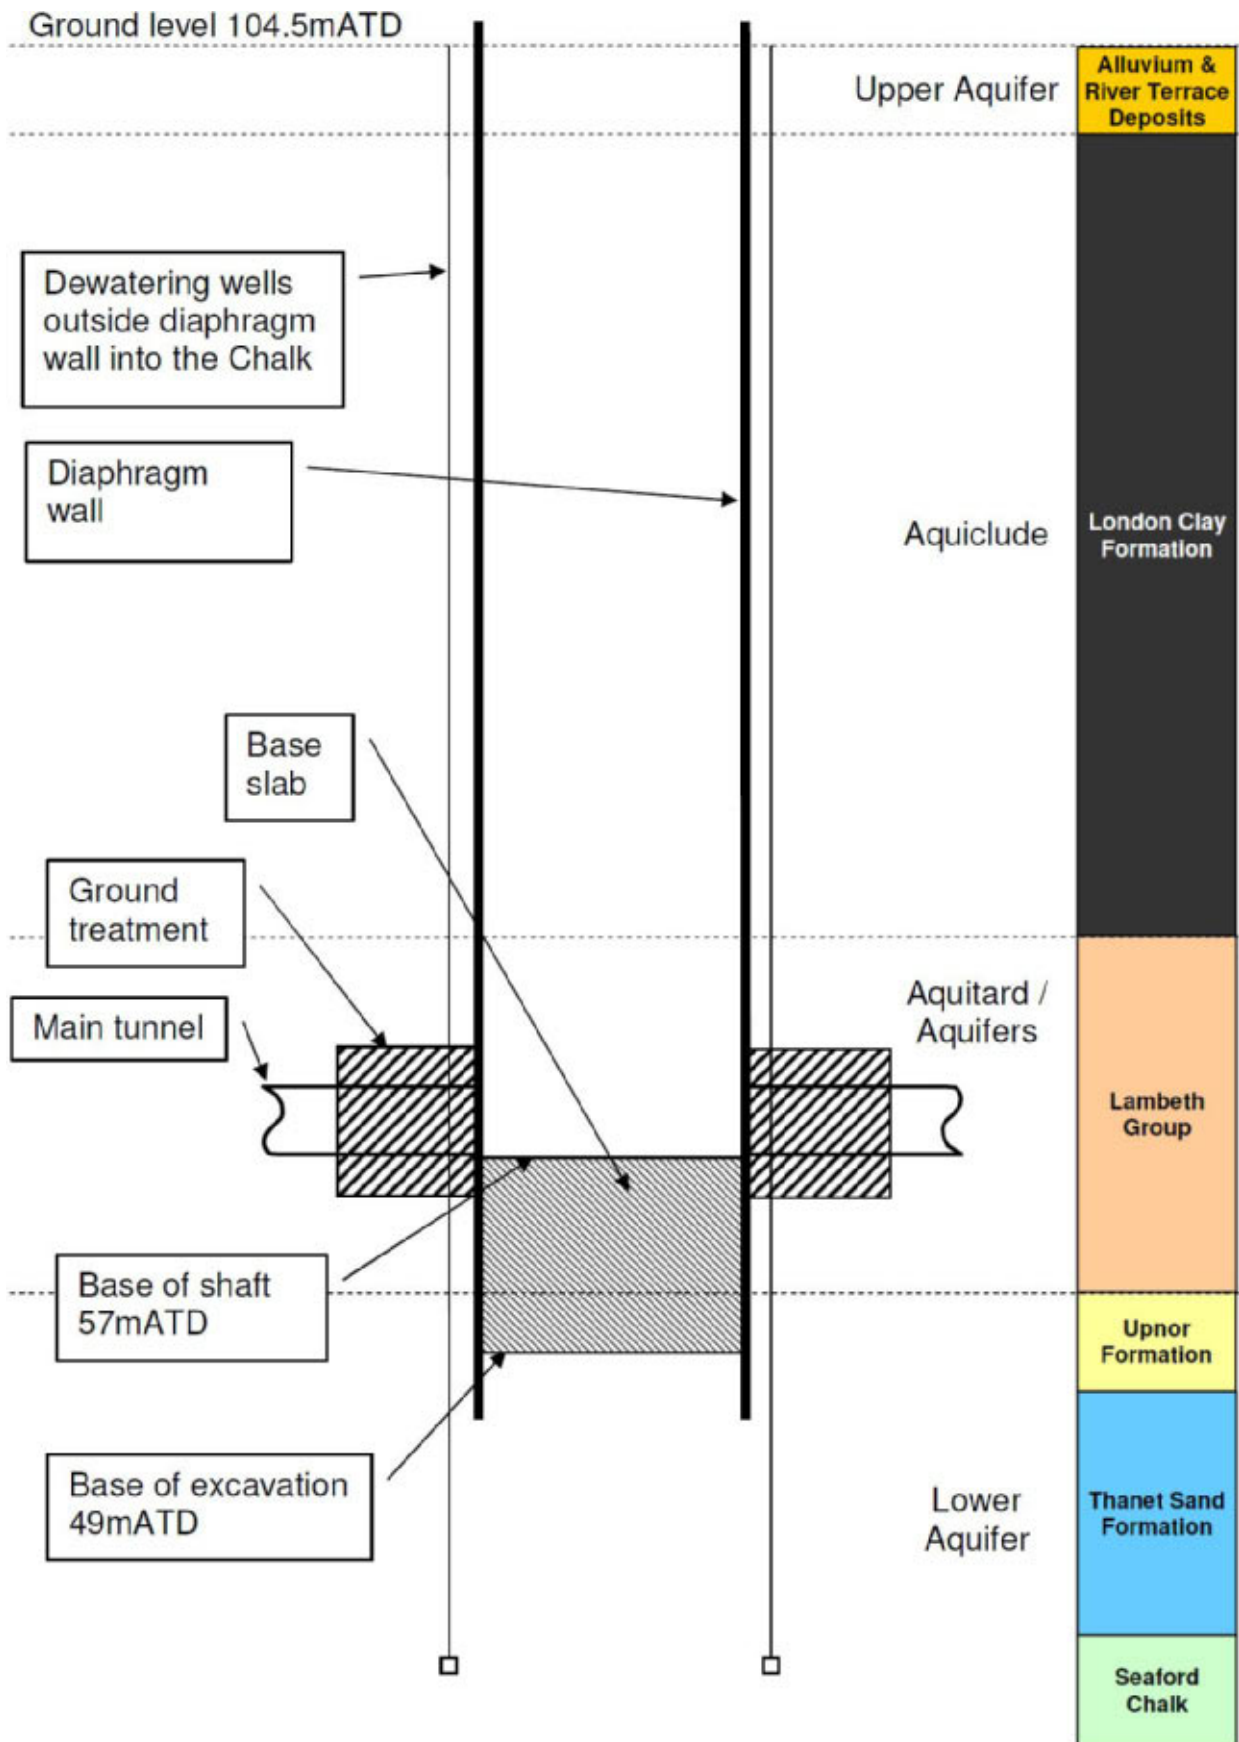 Ground level 104.5mATD
Upper Aquifer
Alluvium &
River Terrace
Deposits
Dewatering wells
outside diaphragm
wall into the Chalk
Diaphragm
wall
Aquiclude
London Clay
Formation
Base
slab
Ground
treatment
Main tunnel
Aquitard /
Aquifers
Lambeth
Group
Base of shaft
57mATD
Upnor
Formation
Base of excavation
49mATD
Lower
Aquifer
Thanet Sand
Formation
Seaford
Chalk